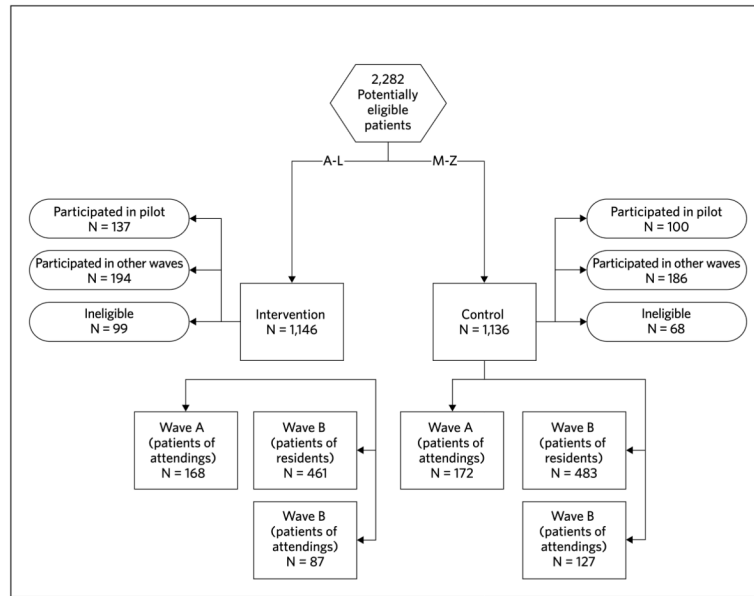 2,282
Potentially
eligible
patients
A-L
M-Z
Participated in pilot
N = 137
Participated in other waves
N = 194
Ineligible
N = 99
Intervention
N = 1,146
Control
N = 1,136
Participated in pilot
N = 100
Participated in other waves
N = 186
Ineligible
N = 68
Wave A
(patients of
attendings)
N = 168
Wave B
(patients of
residents)
N = 461
Wave B
(patients of
attendings)
N = 87
Wave A
(patients of
attendings)
N = 172
Wave B
(patients of
residents)
N = 483
Wave B
(patients of
attendings)
N = 127